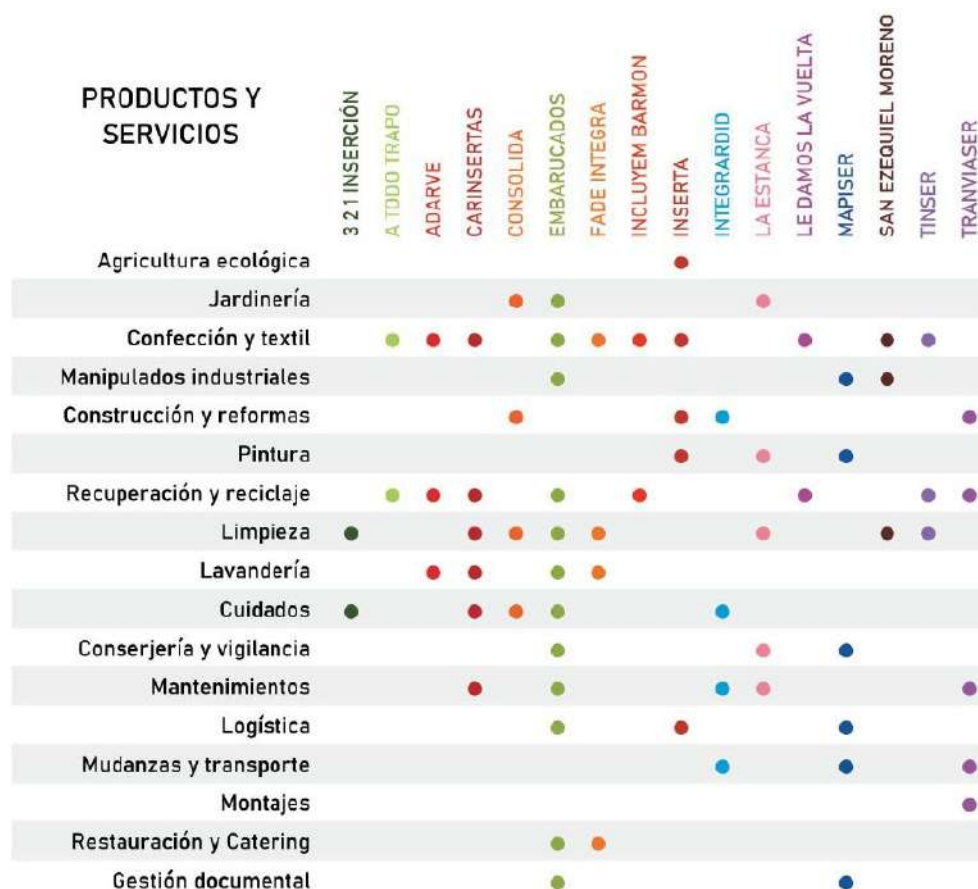 PRODUCTOS Y
SERVICIOS
3 2 1 INSERCIÓN
A TODO TRAPO
ADARVE
CARINSERTAS
CONSOLIDA
EMBARUCADOS
FADE INTEGRA
INCLUYEM BARMON
INSERTA
INTEGRARDID
LA ESTANCA
LE DAMOS LA VUELTA
MAPISER
SAN EZEQUIEL MORENO
TINSER
TRANVIASER
Agricultura ecológica
Jardinería
Confección y textil
Manipulados industriales
Construcción y reformas
Pintura
Recuperación y reciclaje
Limpieza
Lavandería
Cuidados
Conserjería y vigilancia
Mantenimientos
Logística
Mudanzas y transporte
Montajes
Restauración y Catering
Gestión documental